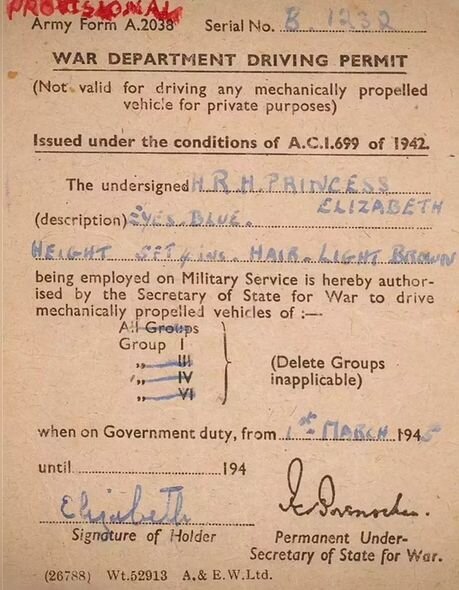 PROVISIONAL
Army Form A.2038 Serial No. B. 1232
WAR DEPARTMENT DRIVING PERMIT
(Not valid for driving any mechanically propelled
vehicle for private purposes)
Issued under the conditions of A.C.I.699 of 1942.
The undersigned H.R.H. PRINCESS
ELIZABETH
(description) EYES. BLUE.
HEIGHT 5FT 4 ins. HAIR. LIGHT BROWN
being employed on Military Service is hereby author-
ised by the Secretary of State for War to drive
mechanically propelled vehicles of :—
All Groups
Group I
„ III
„ IV
„ VI
(Delete Groups
inapplicable)
when on Government duty, from 1st MARCH 1945
until 194
Elizabeth
Signature of Holder
Permanent Under-
Secretary of State for War.
(26788) Wt.52913 A. & E.W.Ltd.